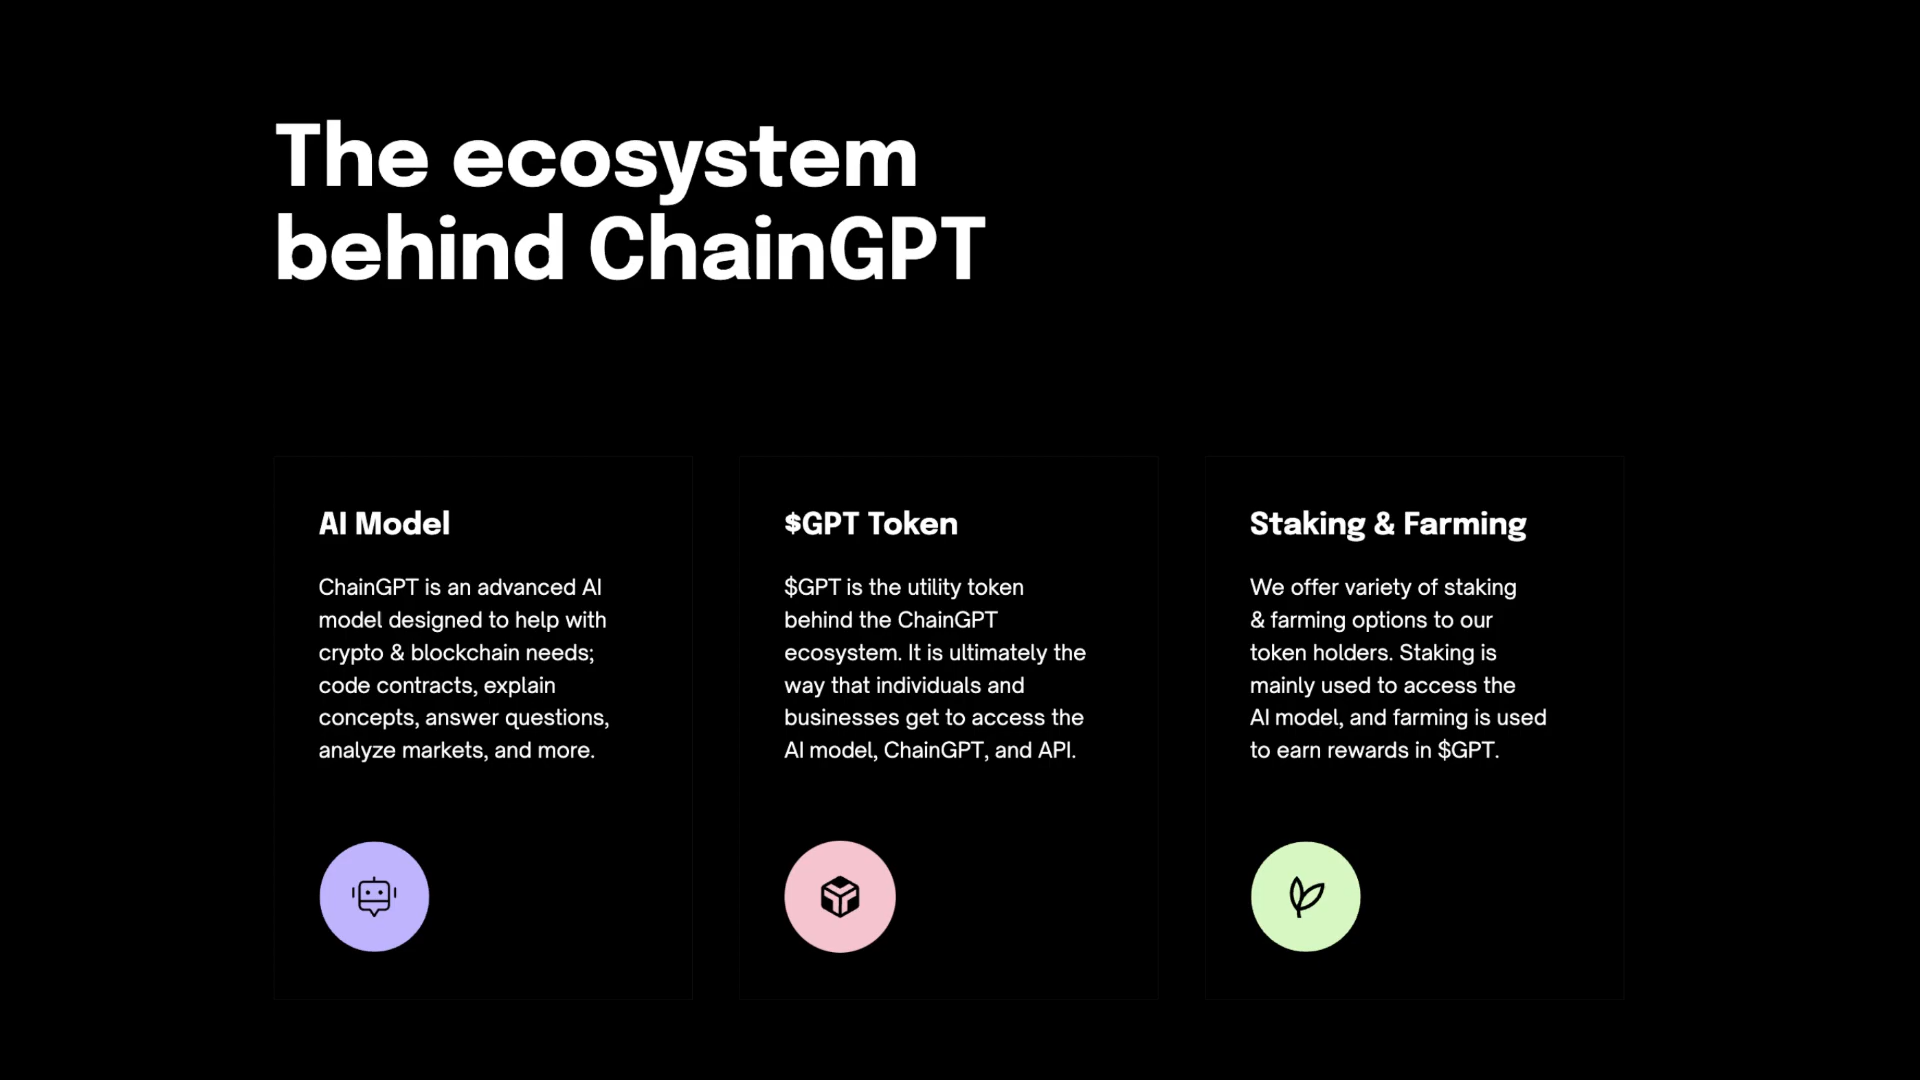 The ecosystem
behind ChainGPT
AI Model
ChainGPT is an advanced AI
model designed to help with
crypto & blockchain needs;
code contracts, explain
concepts, answer questions,
analyze markets, and more.
$GPT Token
$GPT is the utility token
behind the ChainGPT
ecosystem. It is ultimately the
way that individuals and
businesses get to access the
AI model, ChainGPT, and API.
Staking & Farming
We offer variety of staking
& farming options to our
token holders. Staking is
mainly used to access the
AI model, and farming is used
to earn rewards in $GPT.